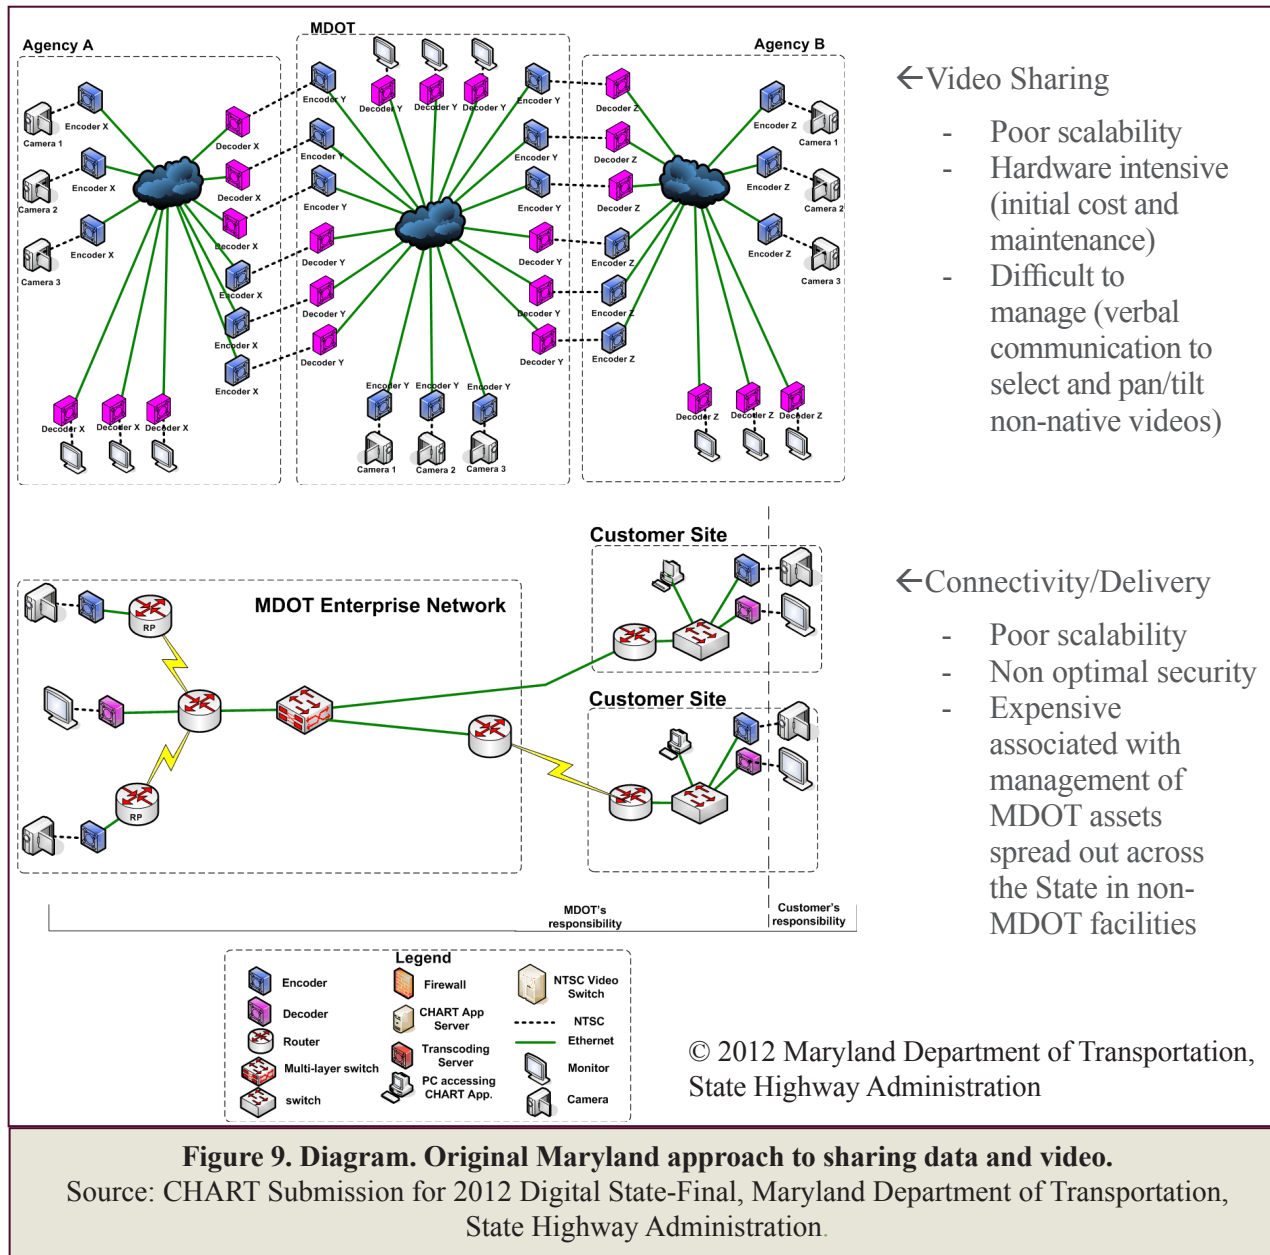 Agency A
MDOT
Agency B
Encoder X
Camera 1
Encoder X
Camera 2
Encoder X
Camera 3
Decoder X
Decoder X
Decoder X
Encoder X
Encoder X
Encoder X
Decoder X
Decoder X
Decoder X
Encoder Y
Encoder Y
Encoder Y
Decoder Y
Decoder Y
Decoder Y
Decoder Y
Decoder Y
Decoder Y
Encoder Y
Encoder Y
Encoder Y
Decoder Y
Decoder Y
Decoder Y
Encoder Y
Encoder Y
Encoder Y
Camera 1
Camera 2
Camera 3
Decoder Z
Decoder Z
Decoder Z
Encoder Z
Encoder Z
Encoder Z
Encoder Z
Camera 1
Encoder Z
Camera 2
Encoder Z
Camera 3
Decoder Z
Decoder Z
Decoder Z
←Video Sharing
- Poor scalability
- Hardware intensive
(initial cost and
maintenance)
- Difficult to
manage (verbal
communication to
select and pan/tilt
non-native videos)
MDOT Enterprise Network
RP
RP
Customer Site
Customer Site
MDOT's
responsibility
Customer's
responsibility
←Connectivity/Delivery
- Poor scalability
- Non optimal security
- Expensive
associated with
management of
MDOT assets
spread out across
the State in non-
MDOT facilities
Legend
Encoder
Decoder
Router
Multi-layer switch
switch
Firewall
CHART App
Server
Transcoding
Server
PC accessing
CHART App.
NTSC Video
Switch
NTSC
Ethernet
Monitor
Camera
© 2012 Maryland Department of Transportation,
State Highway Administration
Figure 9. Diagram. Original Maryland approach to sharing data and video.
Source: CHART Submission for 2012 Digital State-Final, Maryland Department of Transportation,
State Highway Administration.